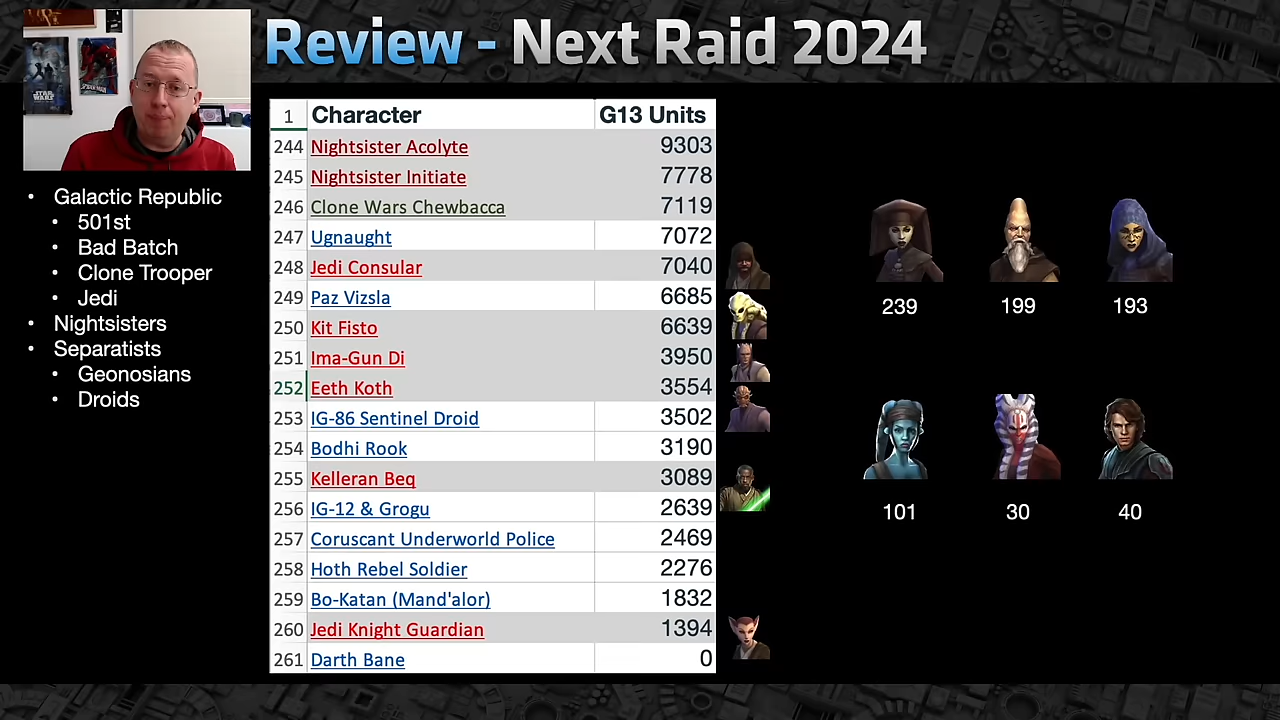 Review - Next Raid 2024
• Galactic Republic
• 501st
• Bad Batch
• Clone Trooper
• Jedi
• Nightsisters
• Separatists
• Geonosians
• Droids
1 Character G13 Units
244 Nightsister Acolyte 9303
245 Nightsister Initiate 7778
246 Clone Wars Chewbacca 7119
247 Ugnaught 7072
248 Jedi Consular 7040
249 Paz Vizsla 6685
250 Kit Fisto 6639
251 Ima-Gun Di 3950
252 Eeth Koth 3554
253 IG-86 Sentinel Droid 3502
254 Bodhi Rook 3190
255 Kelleran Beq 3089
256 IG-12 & Grogu 2639
257 Coruscant Underworld Police 2469
258 Hoth Rebel Soldier 2276
259 Bo-Katan (Mand'alor) 1832
260 Jedi Knight Guardian 1394
261 Darth Bane 0
239 199 193
101 30 40